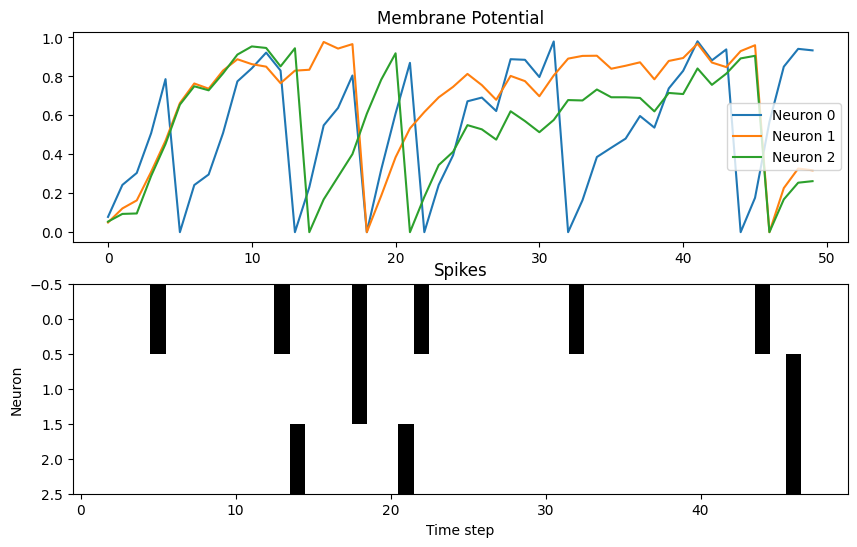 Membrane Potential
1.0
0.8
0.6
0.4
0.2
0.0
Neuron 0
Neuron 1
Neuron 2
0 10 20 30 40 50
Spikes
−0.5
0.0
0.5
1.0
1.5
2.0
2.5
Neuron
0 10 20 30 40
Time step